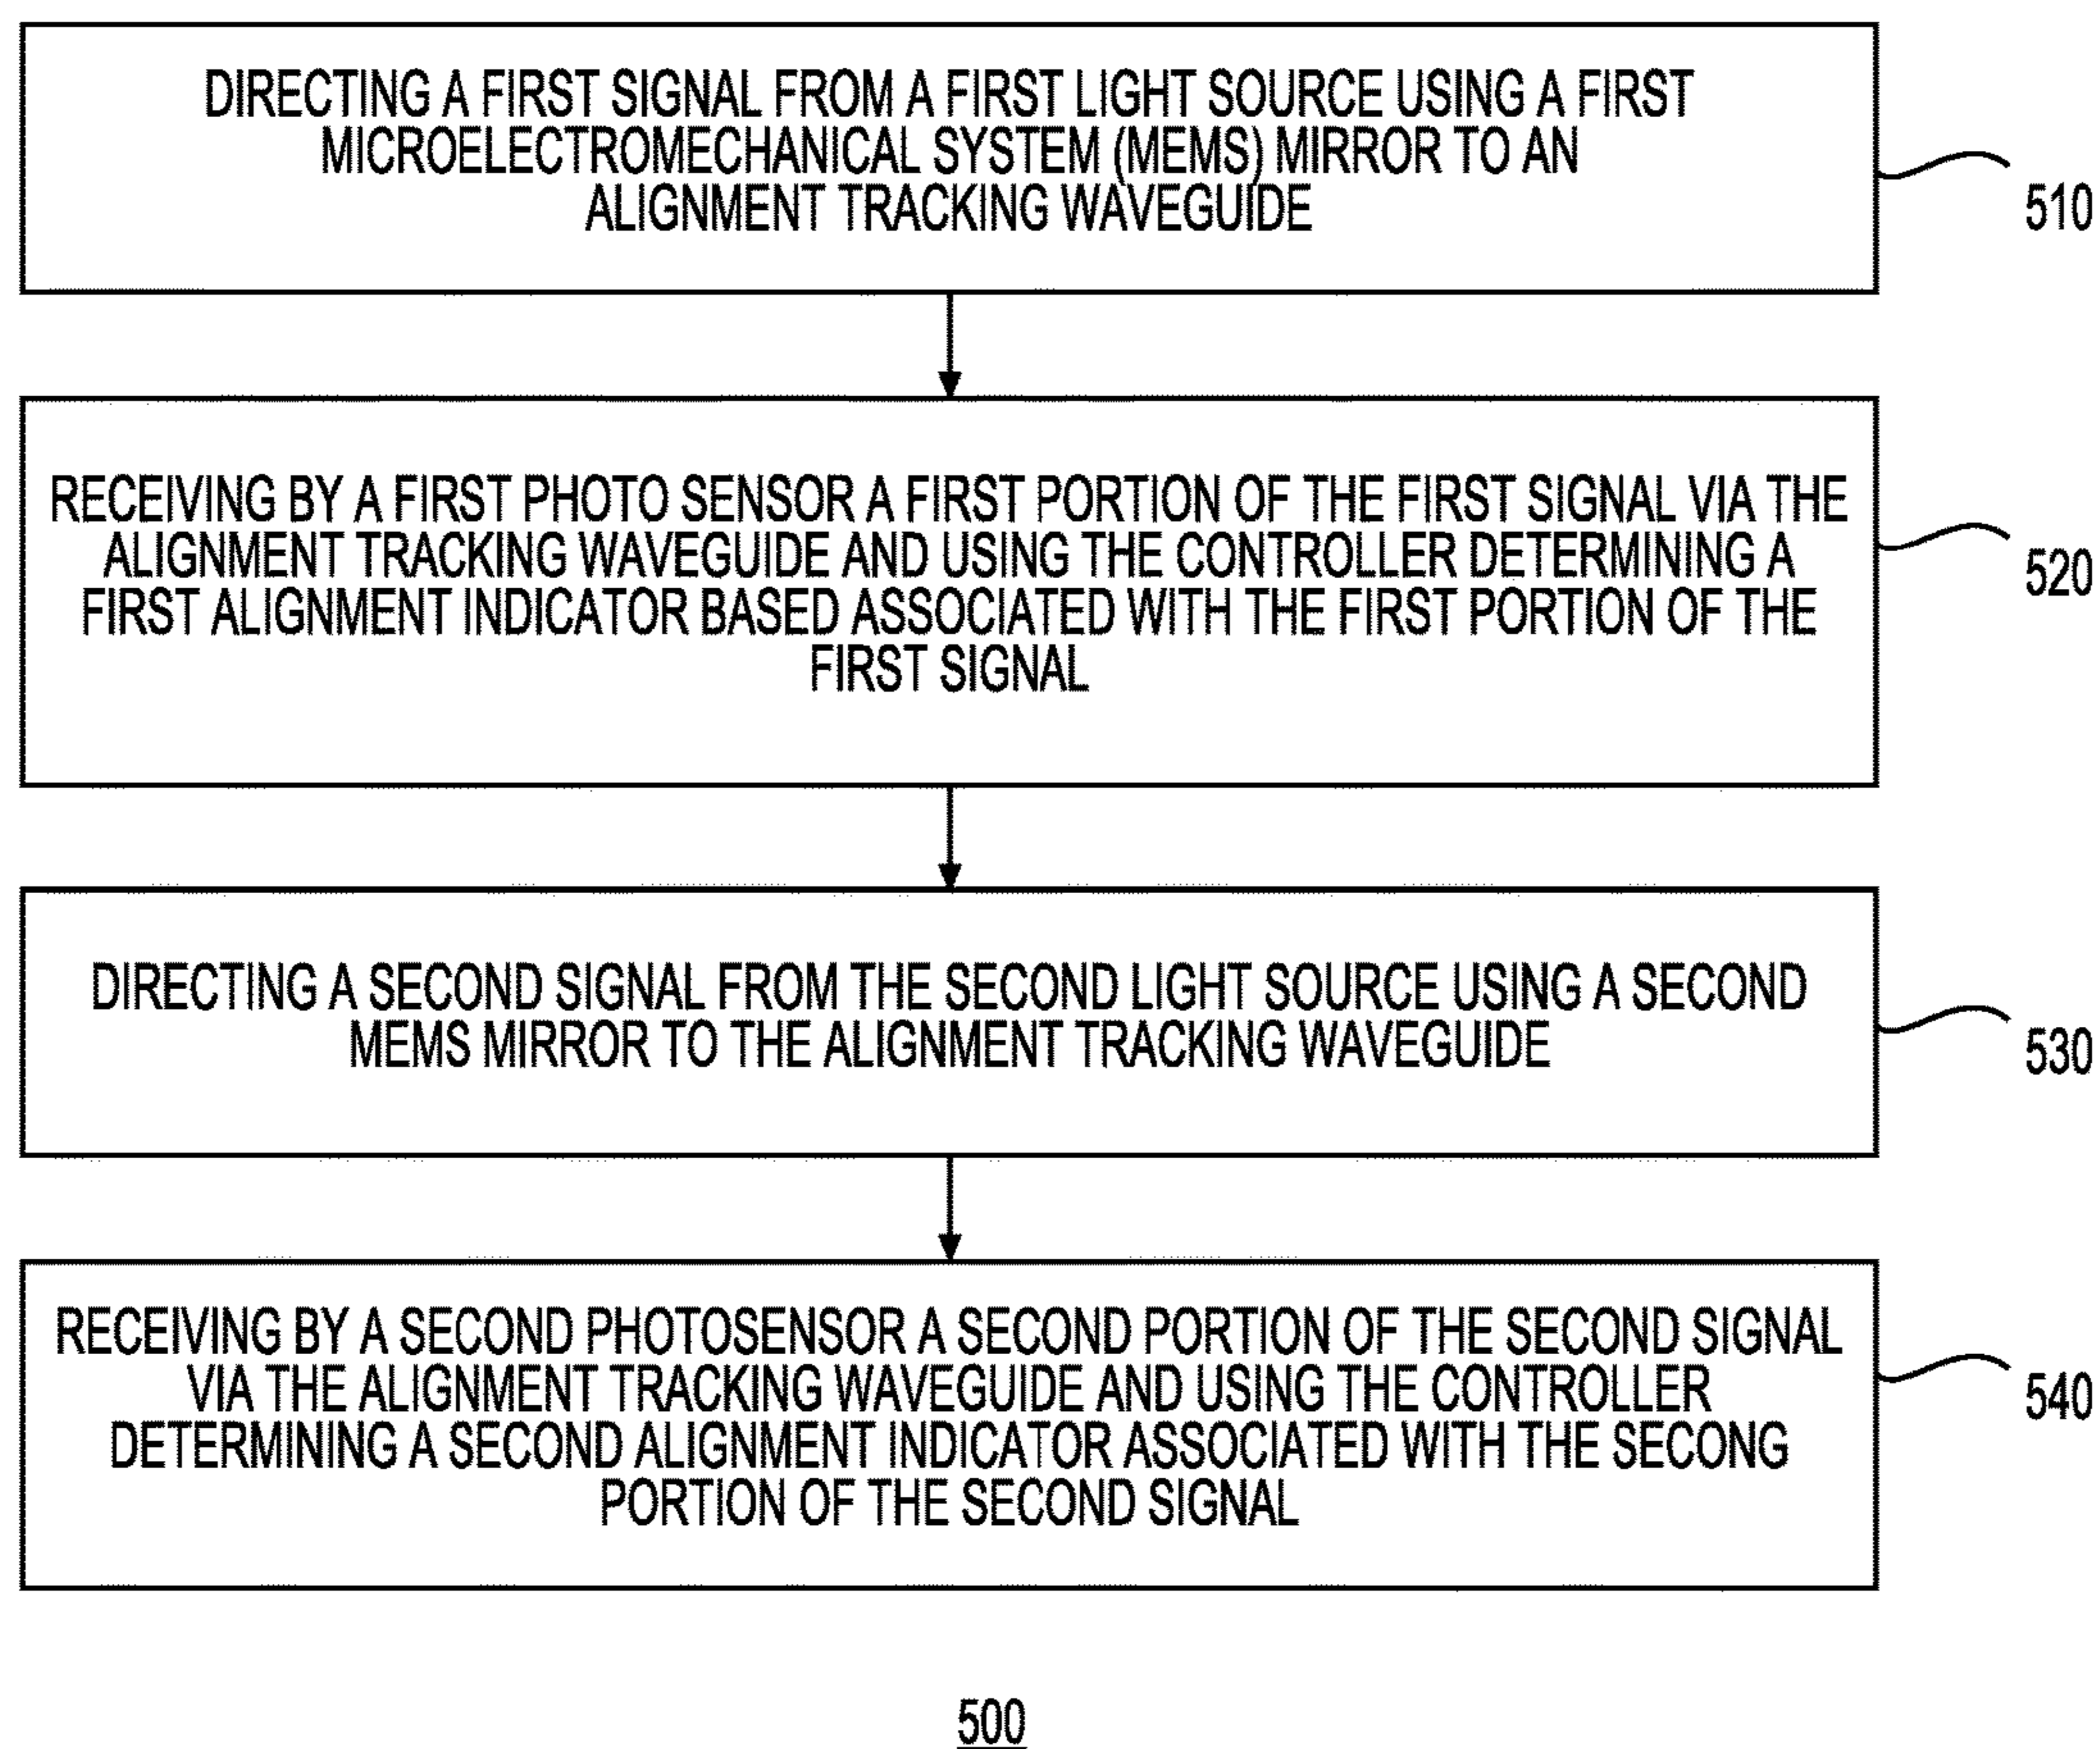 DIRECTING A FIRST SIGNAL FROM A FIRST LIGHT SOURCE USING A FIRST
MICROELECTROMECHANICAL SYSTEM (MEMS) MIRROR TO AN
ALIGNMENT TRACKING WAVEGUIDE
510
RECEIVING BY A FIRST PHOTO SENSOR A FIRST PORTION OF THE FIRST SIGNAL VIA THE
ALIGNMENT TRACKING WAVEGUIDE AND USING THE CONTROLLER DETERMINING A
FIRST ALIGNMENT INDICATOR BASED ASSOCIATED WITH THE FIRST PORTION OF THE
FIRST SIGNAL
520
DIRECTING A SECOND SIGNAL FROM THE SECOND LIGHT SOURCE USING A SECOND
MEMS MIRROR TO THE ALIGNMENT TRACKING WAVEGUIDE
530
RECEIVING BY A SECOND PHOTOSENSOR A SECOND PORTION OF THE SECOND SIGNAL
VIA THE ALIGNMENT TRACKING WAVEGUIDE AND USING THE CONTROLLER
DETERMINING A SECOND ALIGNMENT INDICATOR ASSOCIATED WITH THE SECONG
PORTION OF THE SECOND SIGNAL
540
500